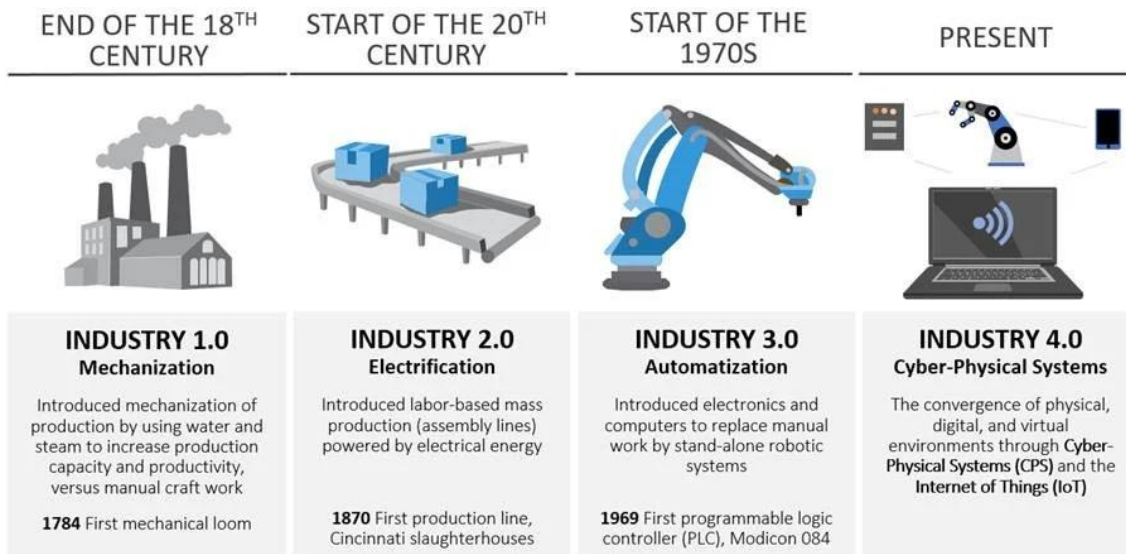 END OF THE 18TH
CENTURY
START OF THE 20TH
CENTURY
START OF THE
1970S
PRESENT
INDUSTRY 1.0
Mechanization
Introduced mechanization of
production by using water and
steam to increase production
capacity and productivity,
versus manual craft work
1784 First mechanical loom
INDUSTRY 2.0
Electrification
Introduced labor-based mass
production (assembly lines)
powered by electrical energy
1870 First production line,
Cincinnati slaughterhouses
INDUSTRY 3.0
Automatization
Introduced electronics and
computers to replace manual
work by stand-alone robotic
systems
1969 First programmable logic
controller (PLC), Modicon 084
INDUSTRY 4.0
Cyber-Physical Systems
The convergence of physical,
digital, and virtual
environments through Cyber-
Physical Systems (CPS) and the
Internet of Things (IoT)